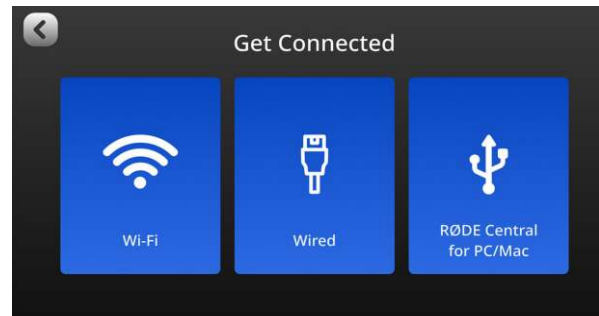 Get Connected
Wi-Fi
Wired
RØDE Central
for PC/Mac